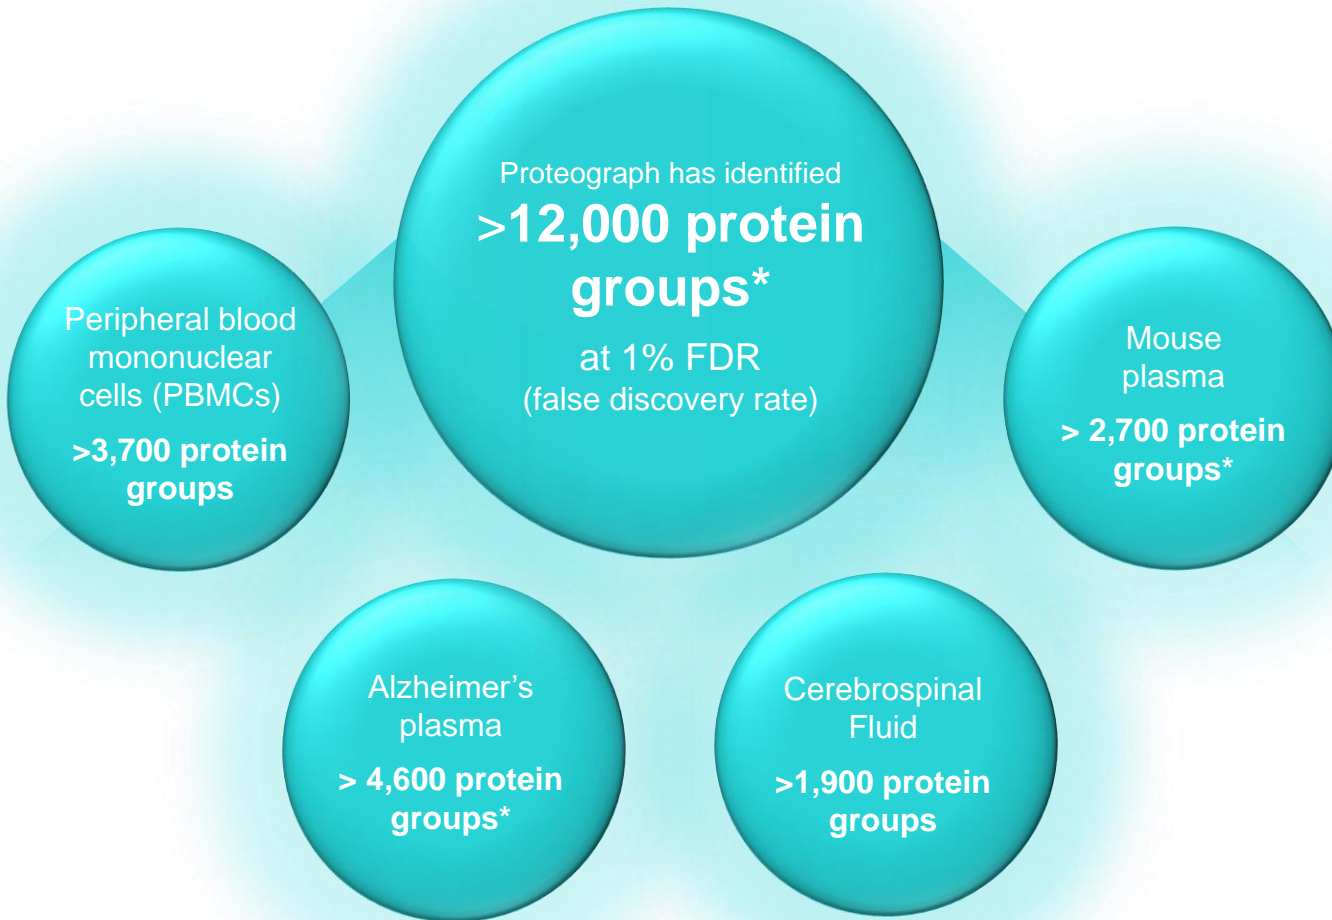 Proteograph has identified
>12,000 protein
groups*
at 1% FDR
(false discovery rate)
Peripheral blood
mononuclear
cells (PBMCs)
>3,700 protein
groups
Mouse
plasma
> 2,700 protein
groups*
Alzheimer’s
plasma
> 4,600 protein
groups*
Cerebrospinal
Fluid
>1,900 protein
groups